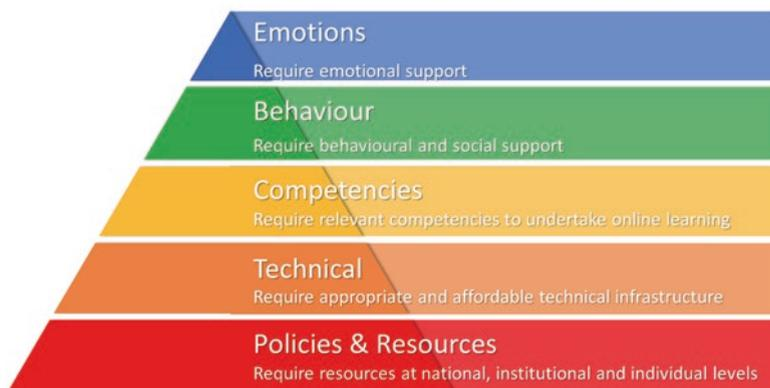 Emotions
Require emotional support
Behaviour
Require behavioural and social support
Competencies
Require relevant competencies to undertake online learning
Technical
Require appropriate and affordable technical infrastructure
Policies & Resources
Require resources at national, institutional and individual levels